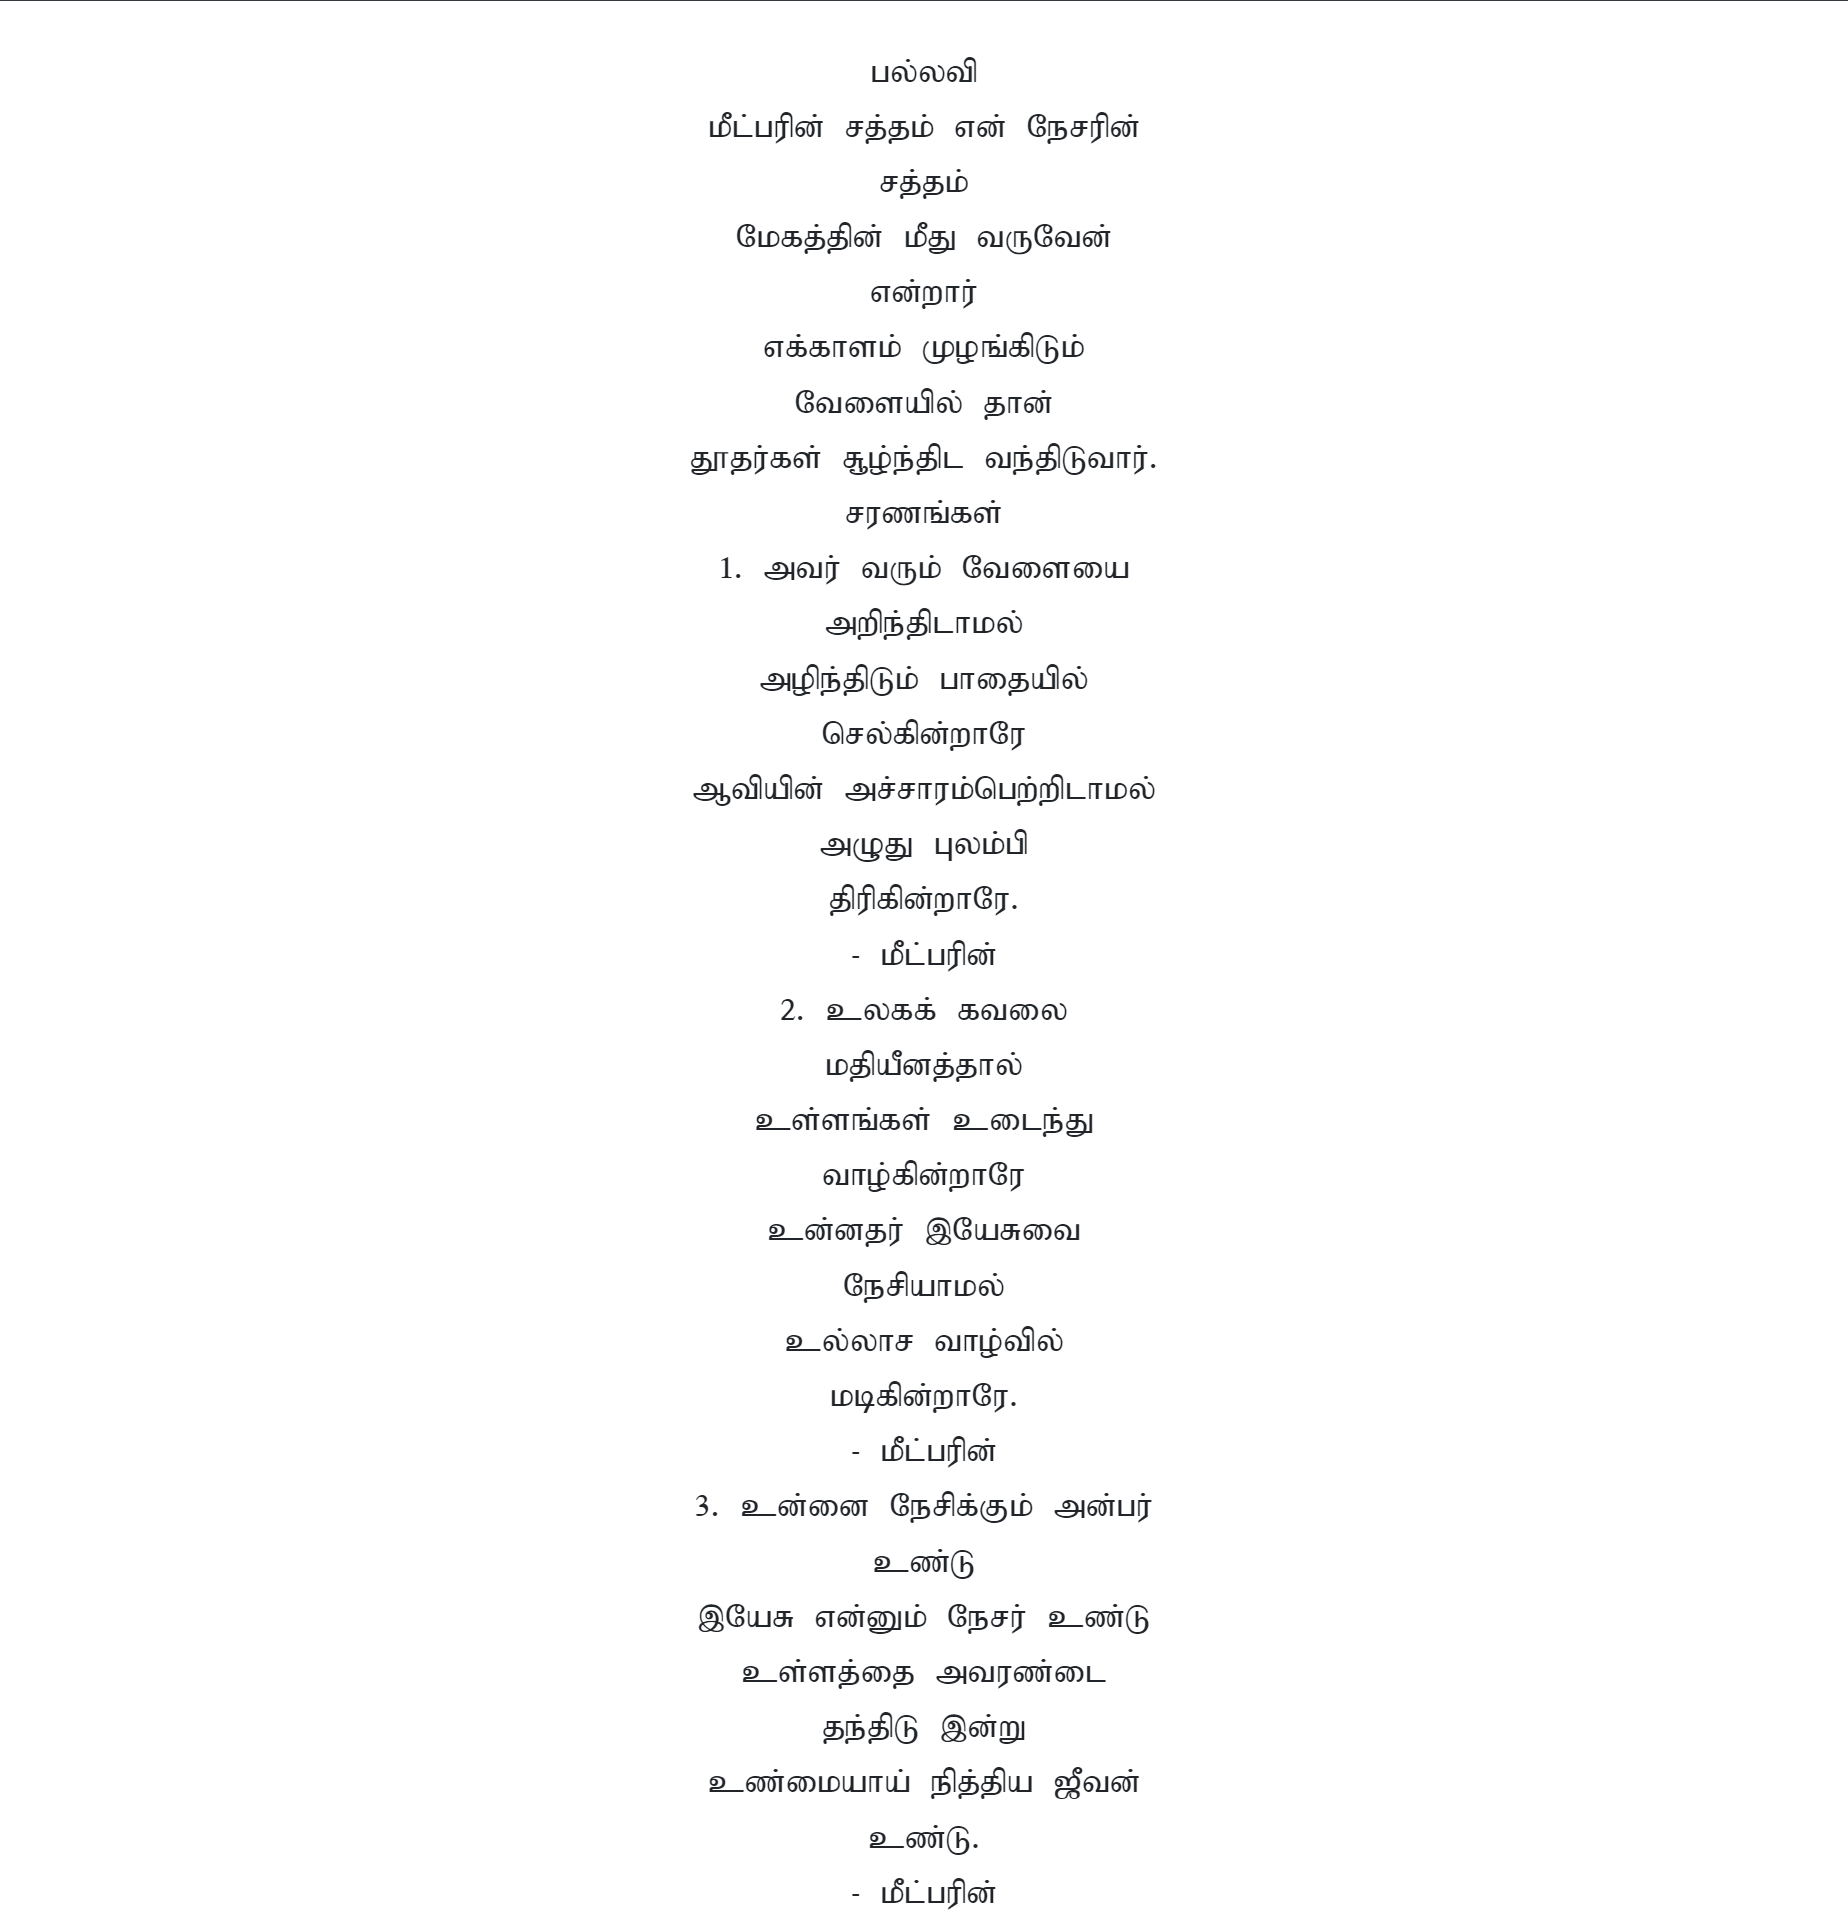 பல்லவி
மீட்பரின் சத்தம் என் நேசரின்
சத்தம்
மேகத்தின் மீது வருவேன்
என்றார்
எக்காளம் முழங்கிடும்
வேளையில் தான்
தூதர்கள் சூழ்ந்திட வந்திடுவார்.
சரணங்கள்
1. அவர் வரும் வேளையை
அறிந்திடாமல்
அழிந்திடும் பாதையில்
செல்கின்றாரே
ஆவியின் அச்சாரம்பெற்றிடாமல்
அழுது புலம்பி
திரிகின்றாரே.
- மீட்பரின்
2. உலகக் கவலை
மதியீனத்தால்
உள்ளங்கள் உடைந்து
வாழ்கின்றாரே
உன்னதர் இயேசுவை
நேசியாமல்
உல்லாச வாழ்வில்
மடிகின்றாரே.
- மீட்பரின்
3. உன்னை நேசிக்கும் அன்பர்
உண்டு
இயேசு என்னும் நேசர் உண்டு
உள்ளத்தை அவரண்டை
தந்திடு இன்று
உண்மையாய் நித்திய ஜீவன்
உண்டு.
- மீட்பரின்